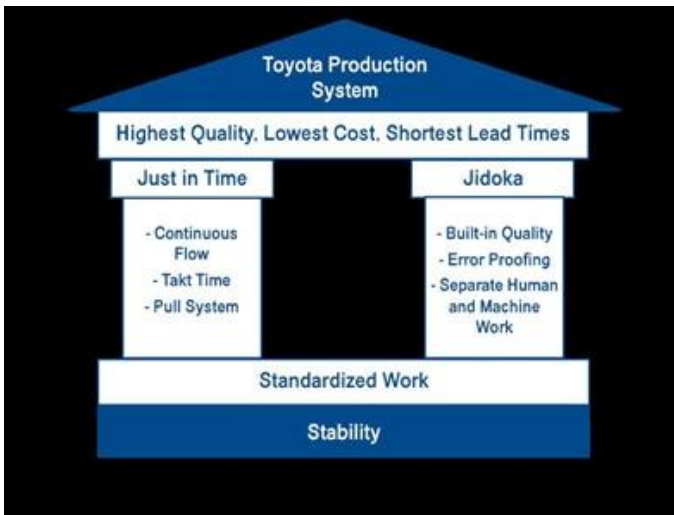 Toyota Production
System
Highest Quality, Lowest Cost, Shortest Lead Times
Just in Time
- Continuous
Flow
- Takt Time
- Pull System
Jidoka
- Built-in Quality
- Error Proofing
- Separate Human
and Machine
Work
Standardized Work
Stability